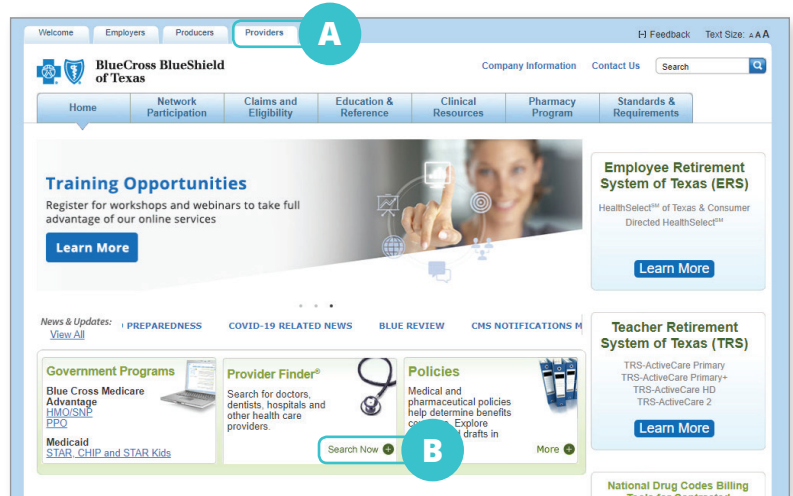 Welcome Employers Producers Providers
A
[-] Feedback Text Size: A A A
BlueCross BlueShield
of Texas
Company Information Contact Us Search
Home
Network
Participation
Claims and
Eligibility
Education &
Reference
Clinical
Resources
Pharmacy
Program
Standards &
Requirements
Training Opportunities
Register for workshops and webinars to take full
advantage of our online services
Learn More
Employee Retirement
System of Texas (ERS)
HealthSelect℠ of Texas & Consumer
Directed HealthSelect℠
Learn More
News & Updates:
View All
PREPAREDNESS COVID-19 RELATED NEWS BLUE REVIEW CMS NOTIFICATIONS M
Government Programs
Blue Cross Medicare
Advantage
HMO/SNP
PPO
Medicaid
STAR, CHIP and STAR Kids
Provider Finder®
Search for doctors,
dentists, hospitals and
other health care
providers.
Search Now
B
Policies
Medical and
pharmaceutical policies
help determine benefits
Explore
drafts in
More
Teacher Retirement
System of Texas (TRS)
TRS-ActiveCare Primary
TRS-ActiveCare Primary+
TRS-ActiveCare HD
TRS-ActiveCare 2
Learn More
National Drug Codes Billing